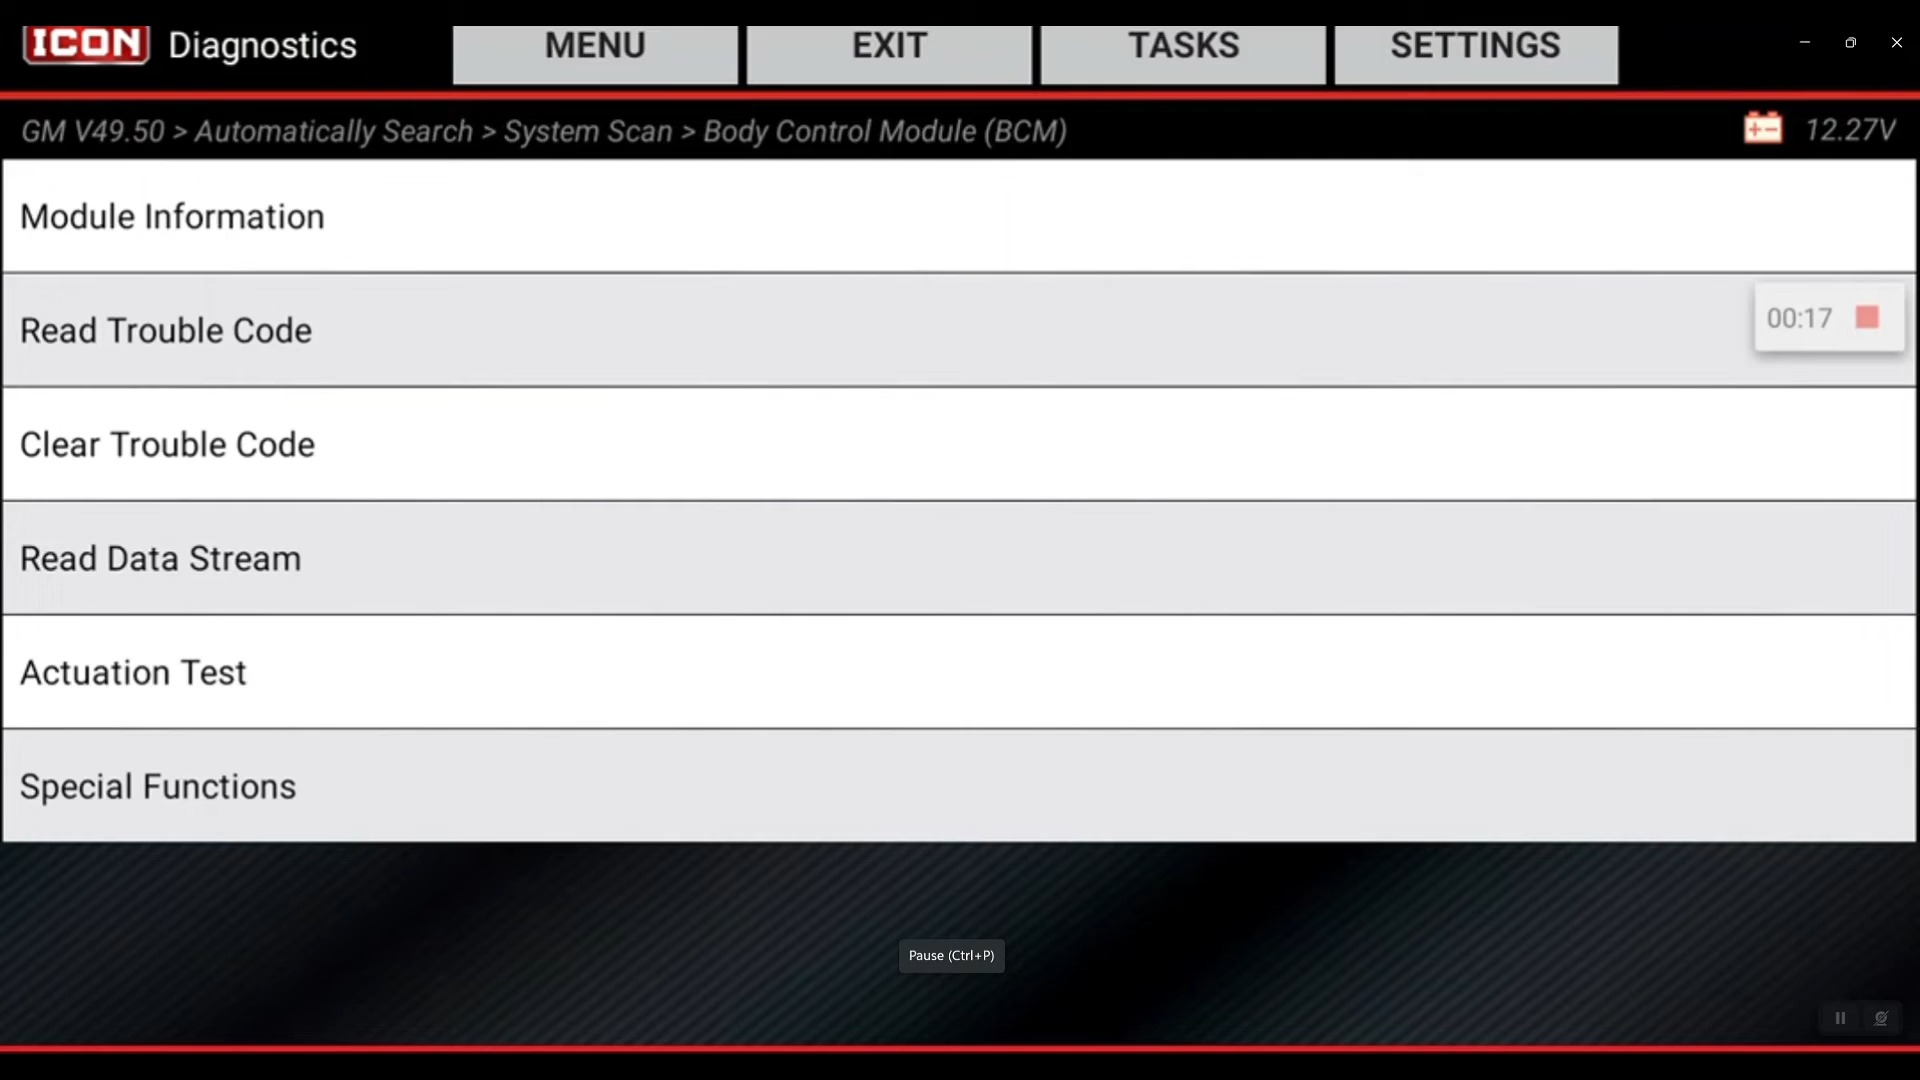 ICON Diagnostics
MENU
EXIT
TASKS
SETTINGS
GM V49.50 > Automatically Search > System Scan > Body Control Module (BCM)
12.27V
Module Information
Read Trouble Code
00:17
Clear Trouble Code
Read Data Stream
Actuation Test
Special Functions
Pause (Ctrl+P)